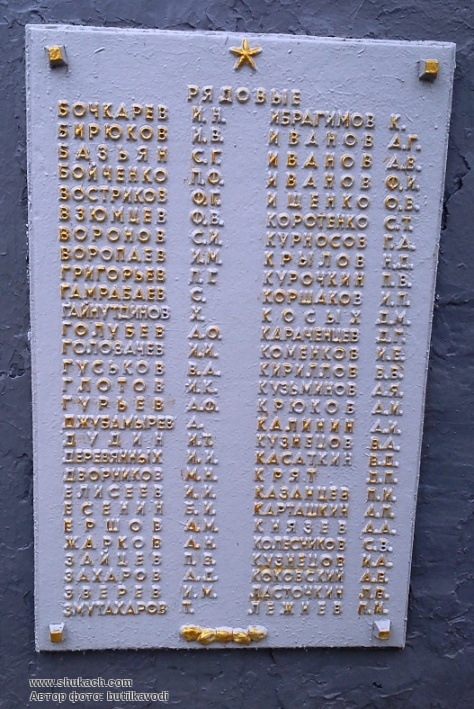 РЯДОВЫЕ
БОЧКАРЕВ И.Н.
БИРЮКОВ И.В.
БАЗЬЯН С.Г.
БОЙЧЕНКО П.Ф.
ВОСТРИКОВ Ф.Г.
ВЗЮМЦЕВ Ф.В.
ВОРОНОВ С.И.
ВОРОПАЕВ И.М.
ГРИГОРЬЕВ
ГАМРАБАЕВ С.
ГАЙНУТДИНОВ Х.
ГОЛУБЕВ А.О.
ГОЛОВАЧЕВ И.И.
ГУСЬКОВ В.А.
ГЛОТОВ И.К.
ГУРЬЕВ А.Ф.
ДЖУБАМЫРЕВ А.
ДУДИН И.Т.
ДЕРЕВЯННЫХ И.И.
ДВОРНИКОВ М.Н.
ЕЛИСЕЕВ И.И.
ЕСЕНИН Б.И.
ЕРШОВ А.М.
ЖАРКОВ
ЗАЙЦЕВ
ЗАХАРОВ
ЗВЕРЕВ И.М.
ЗМУТАХАРОВ Т.
ИБРАГИМОВ К.
ИВАНОВ А.Г.
ИВАНОВ А.В.
ИВАНОВ Ф.И.
ИЩЕНКО О.В.
КОРОТЕНКО С.Т.
КУРНОСОВ Г.А.
КРЫЛОВ
КУРОЧКИН П.В.
КОРШАКОВ И.П.
КОСЫХ Д.М.
КАРАЧЕНЦЕВ
КОМЕНКОВ И.Е.
КИРИЛЛОВ В.В.
КУЗЬМИНОВ А.Я.
КРЮКОВ А.И.
КАЛИНИН А.И.
КУЗНЕЦОВ В.А.
КАСАТКИН В.Д.
КРЯТ
КАЗАНЦЕВ П.И.
КАРТАШКИН А.П.
КНЯЗЕВ А.А.
КОЛЕСНИКОВ С.В.
КУЗНЕЦОВ И.А.
КОКОВСКИЙ
ЛАСТОЧКИН
ЛЕЖНЕВ
www.shukach.com
Автор фото: butilkavodi